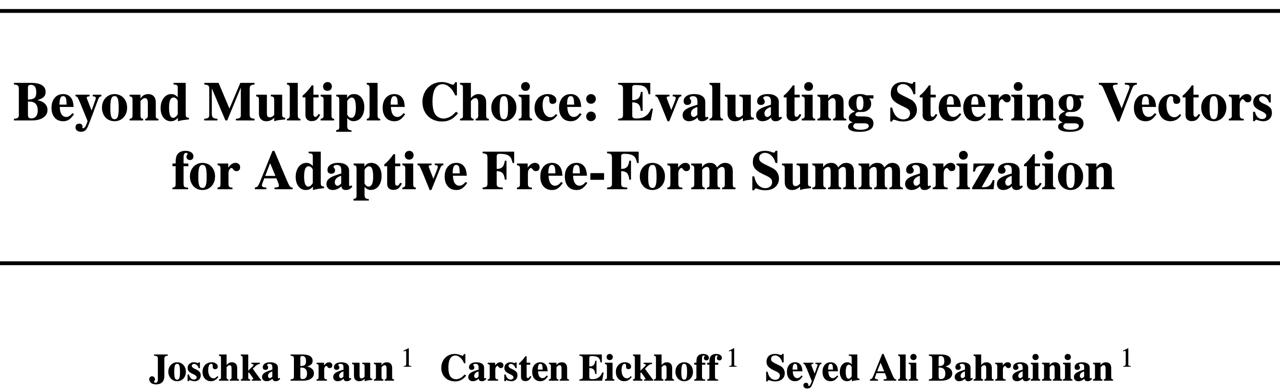 Beyond Multiple Choice: Evaluating Steering Vectors
for Adaptive Free-Form Summarization
Joschka Braun 1 Carsten Eickhoff 1 Seyed Ali Bahrainian 1